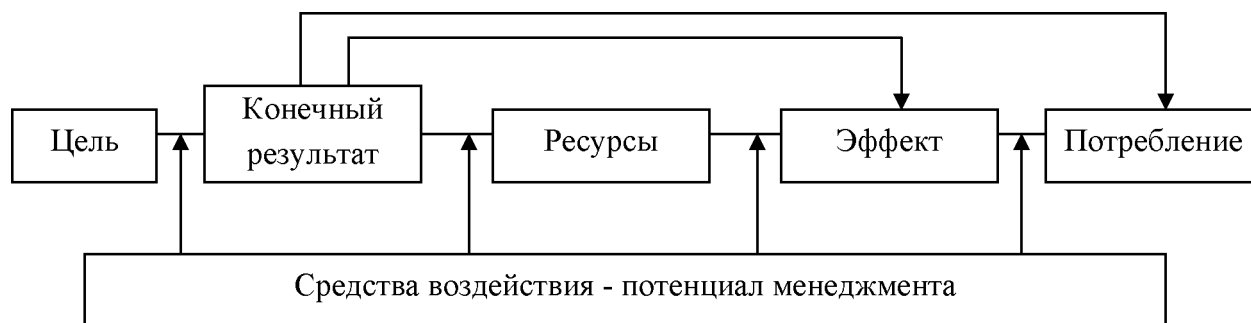 Цель
Конечный
результат
Ресурсы
Эффект
Потребление
Средства воздействия - потенциал менеджмента